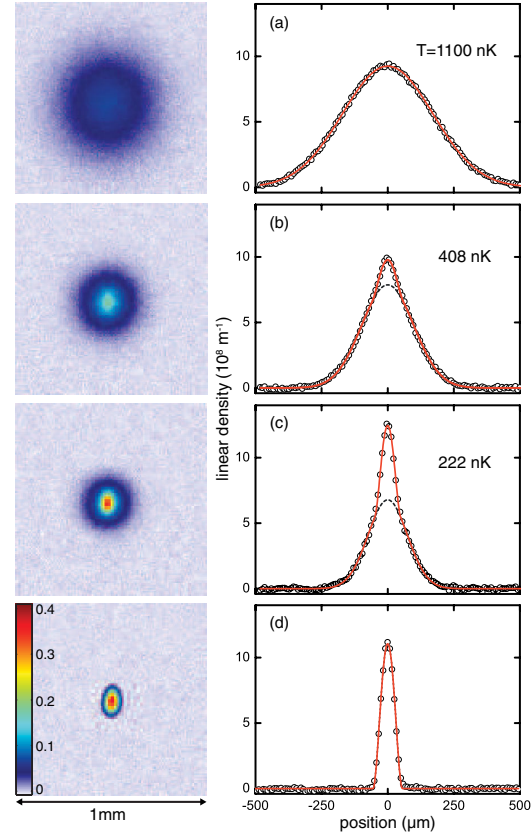 (a)
T=1100 nK
10
5
0
(b)
408 nK
10
5
0
linear density (10⁸ m⁻¹)
(c)
222 nK
10
5
0
0.4
0.3
0.2
0.1
0
(d)
10
5
0
-500 -250 0 250 500
1mm
position (µm)